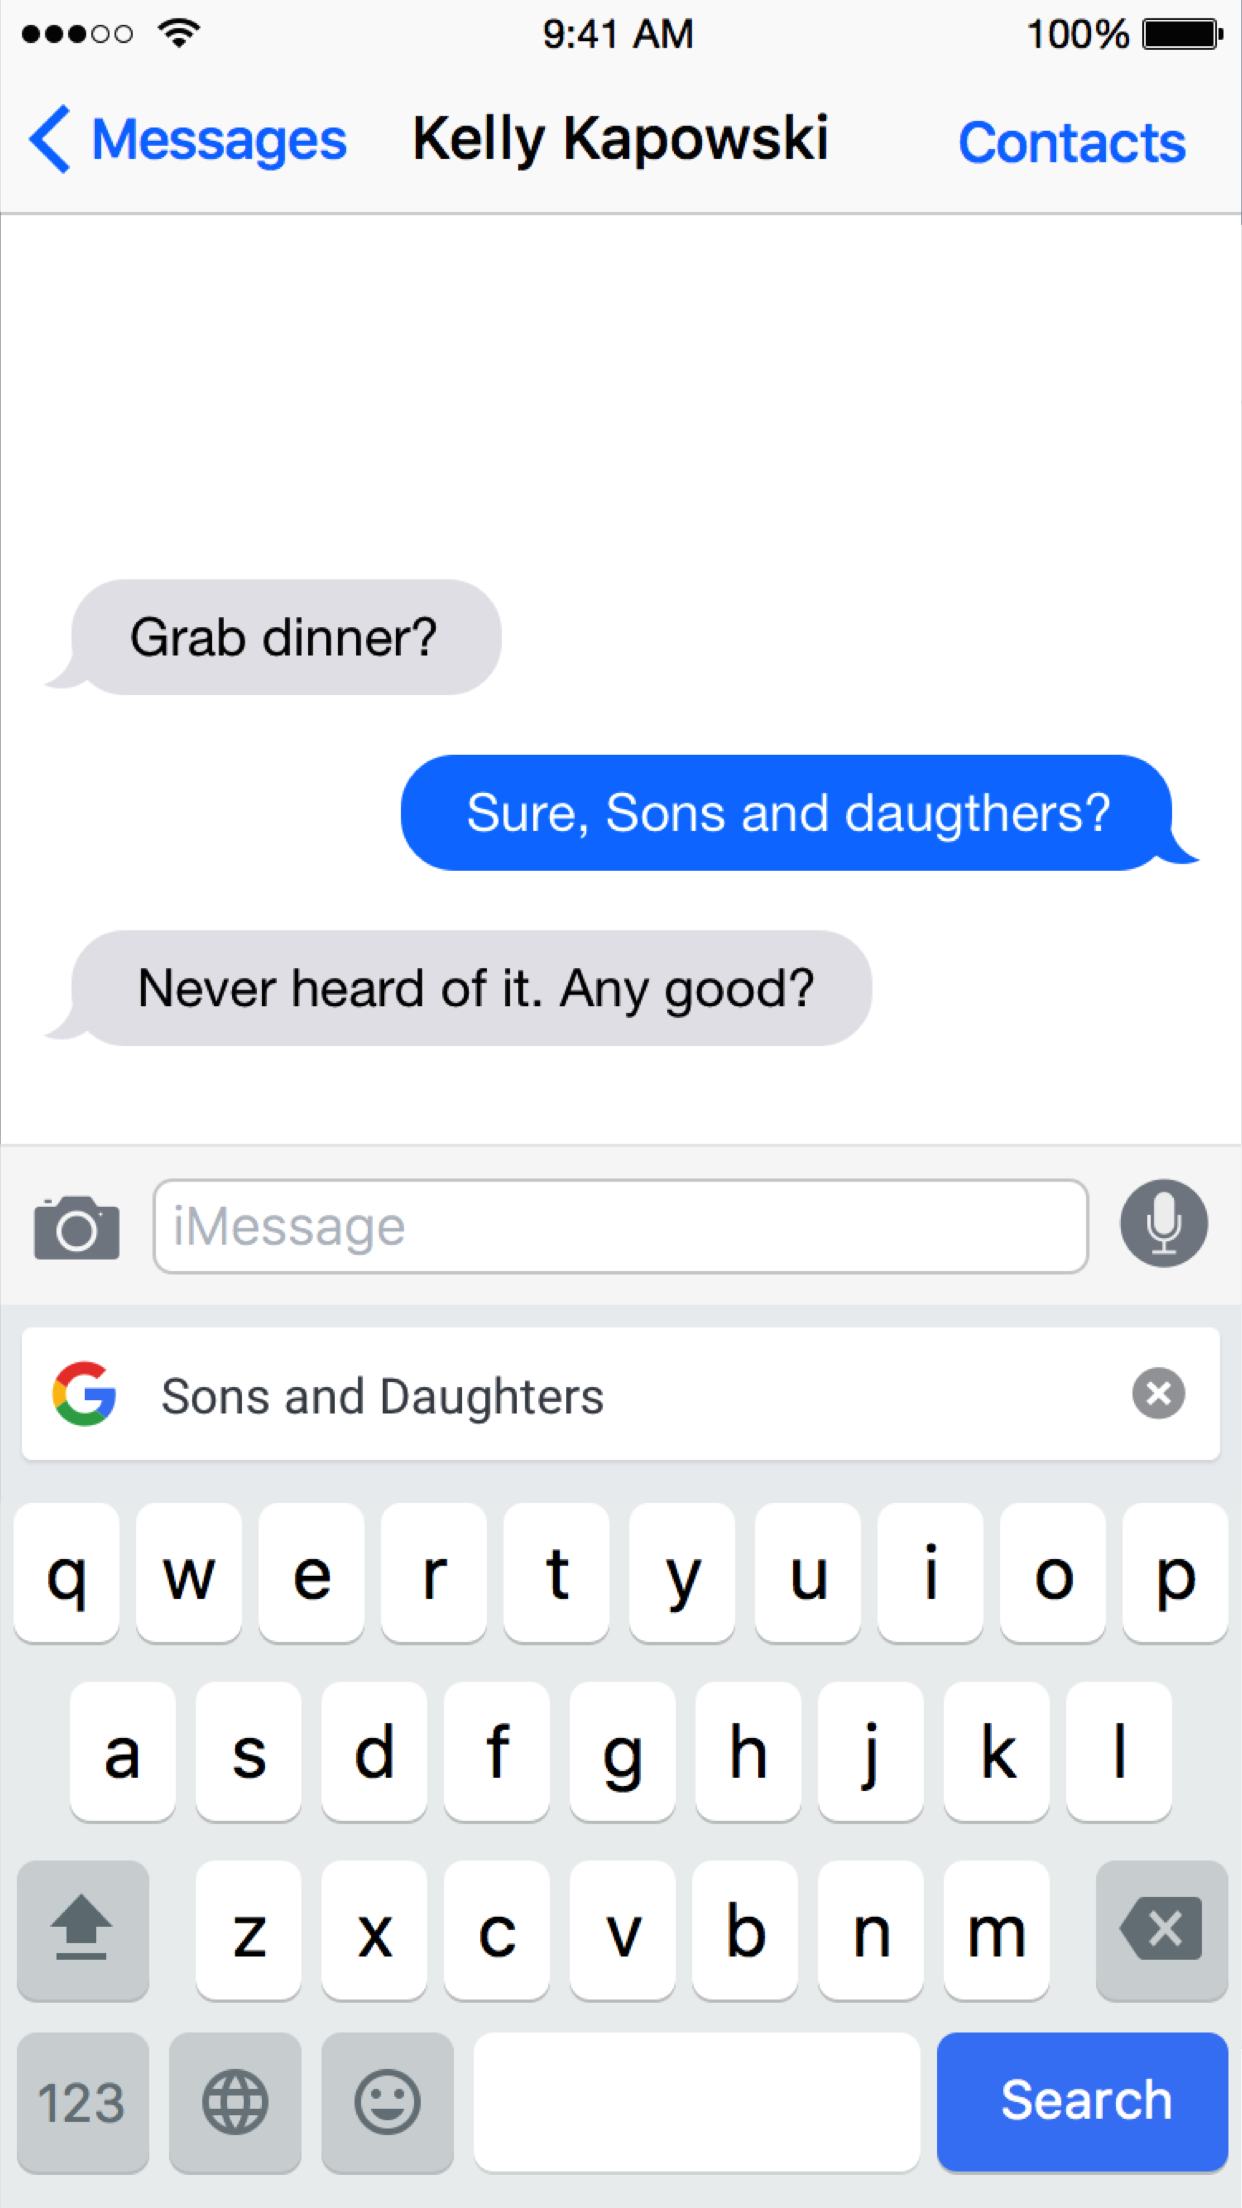 9:41 AM 100%
Messages Kelly Kapowski Contacts
Grab dinner?
Sure, Sons and daugthers?
Never heard of it. Any good?
iMessage
G Sons and Daughters
q w e r t y u i o p
a s d f g h j k l
z x c v b n m
123 Search